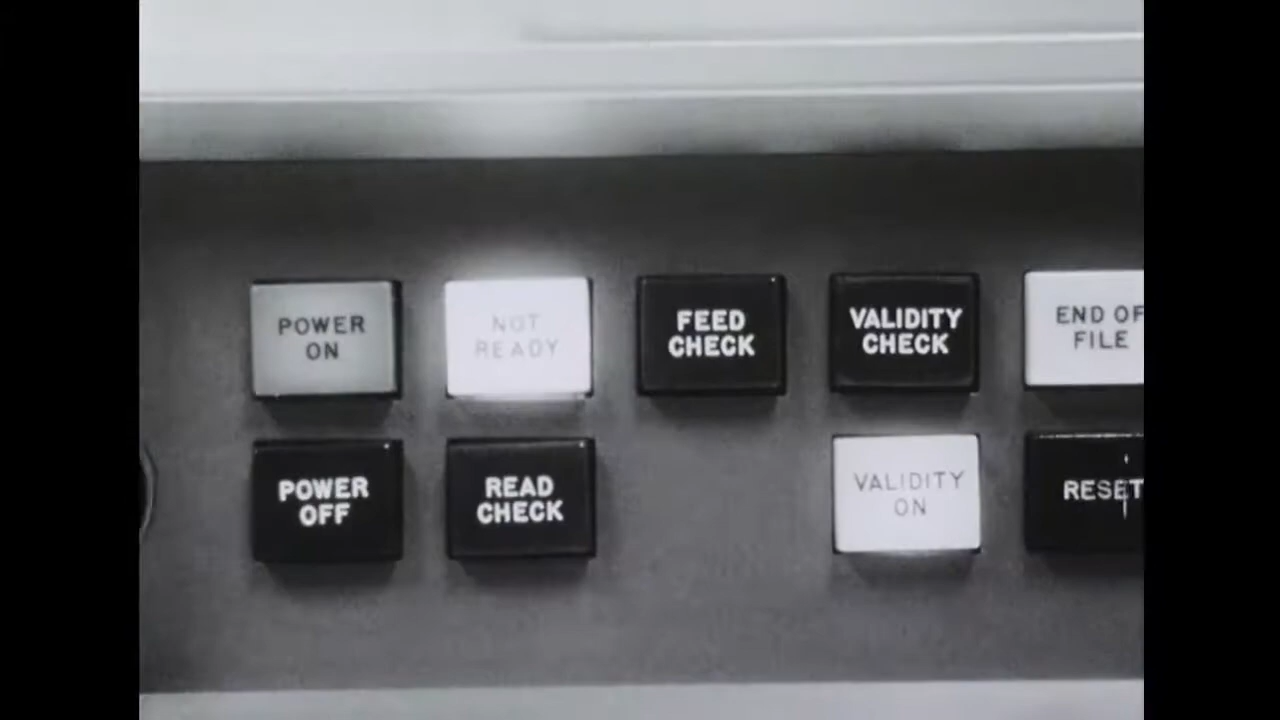 POWER
ON
NOT
READY
FEED
CHECK
VALIDITY
CHECK
END OF
FILE
POWER
OFF
READ
CHECK
VALIDITY
ON
RESET